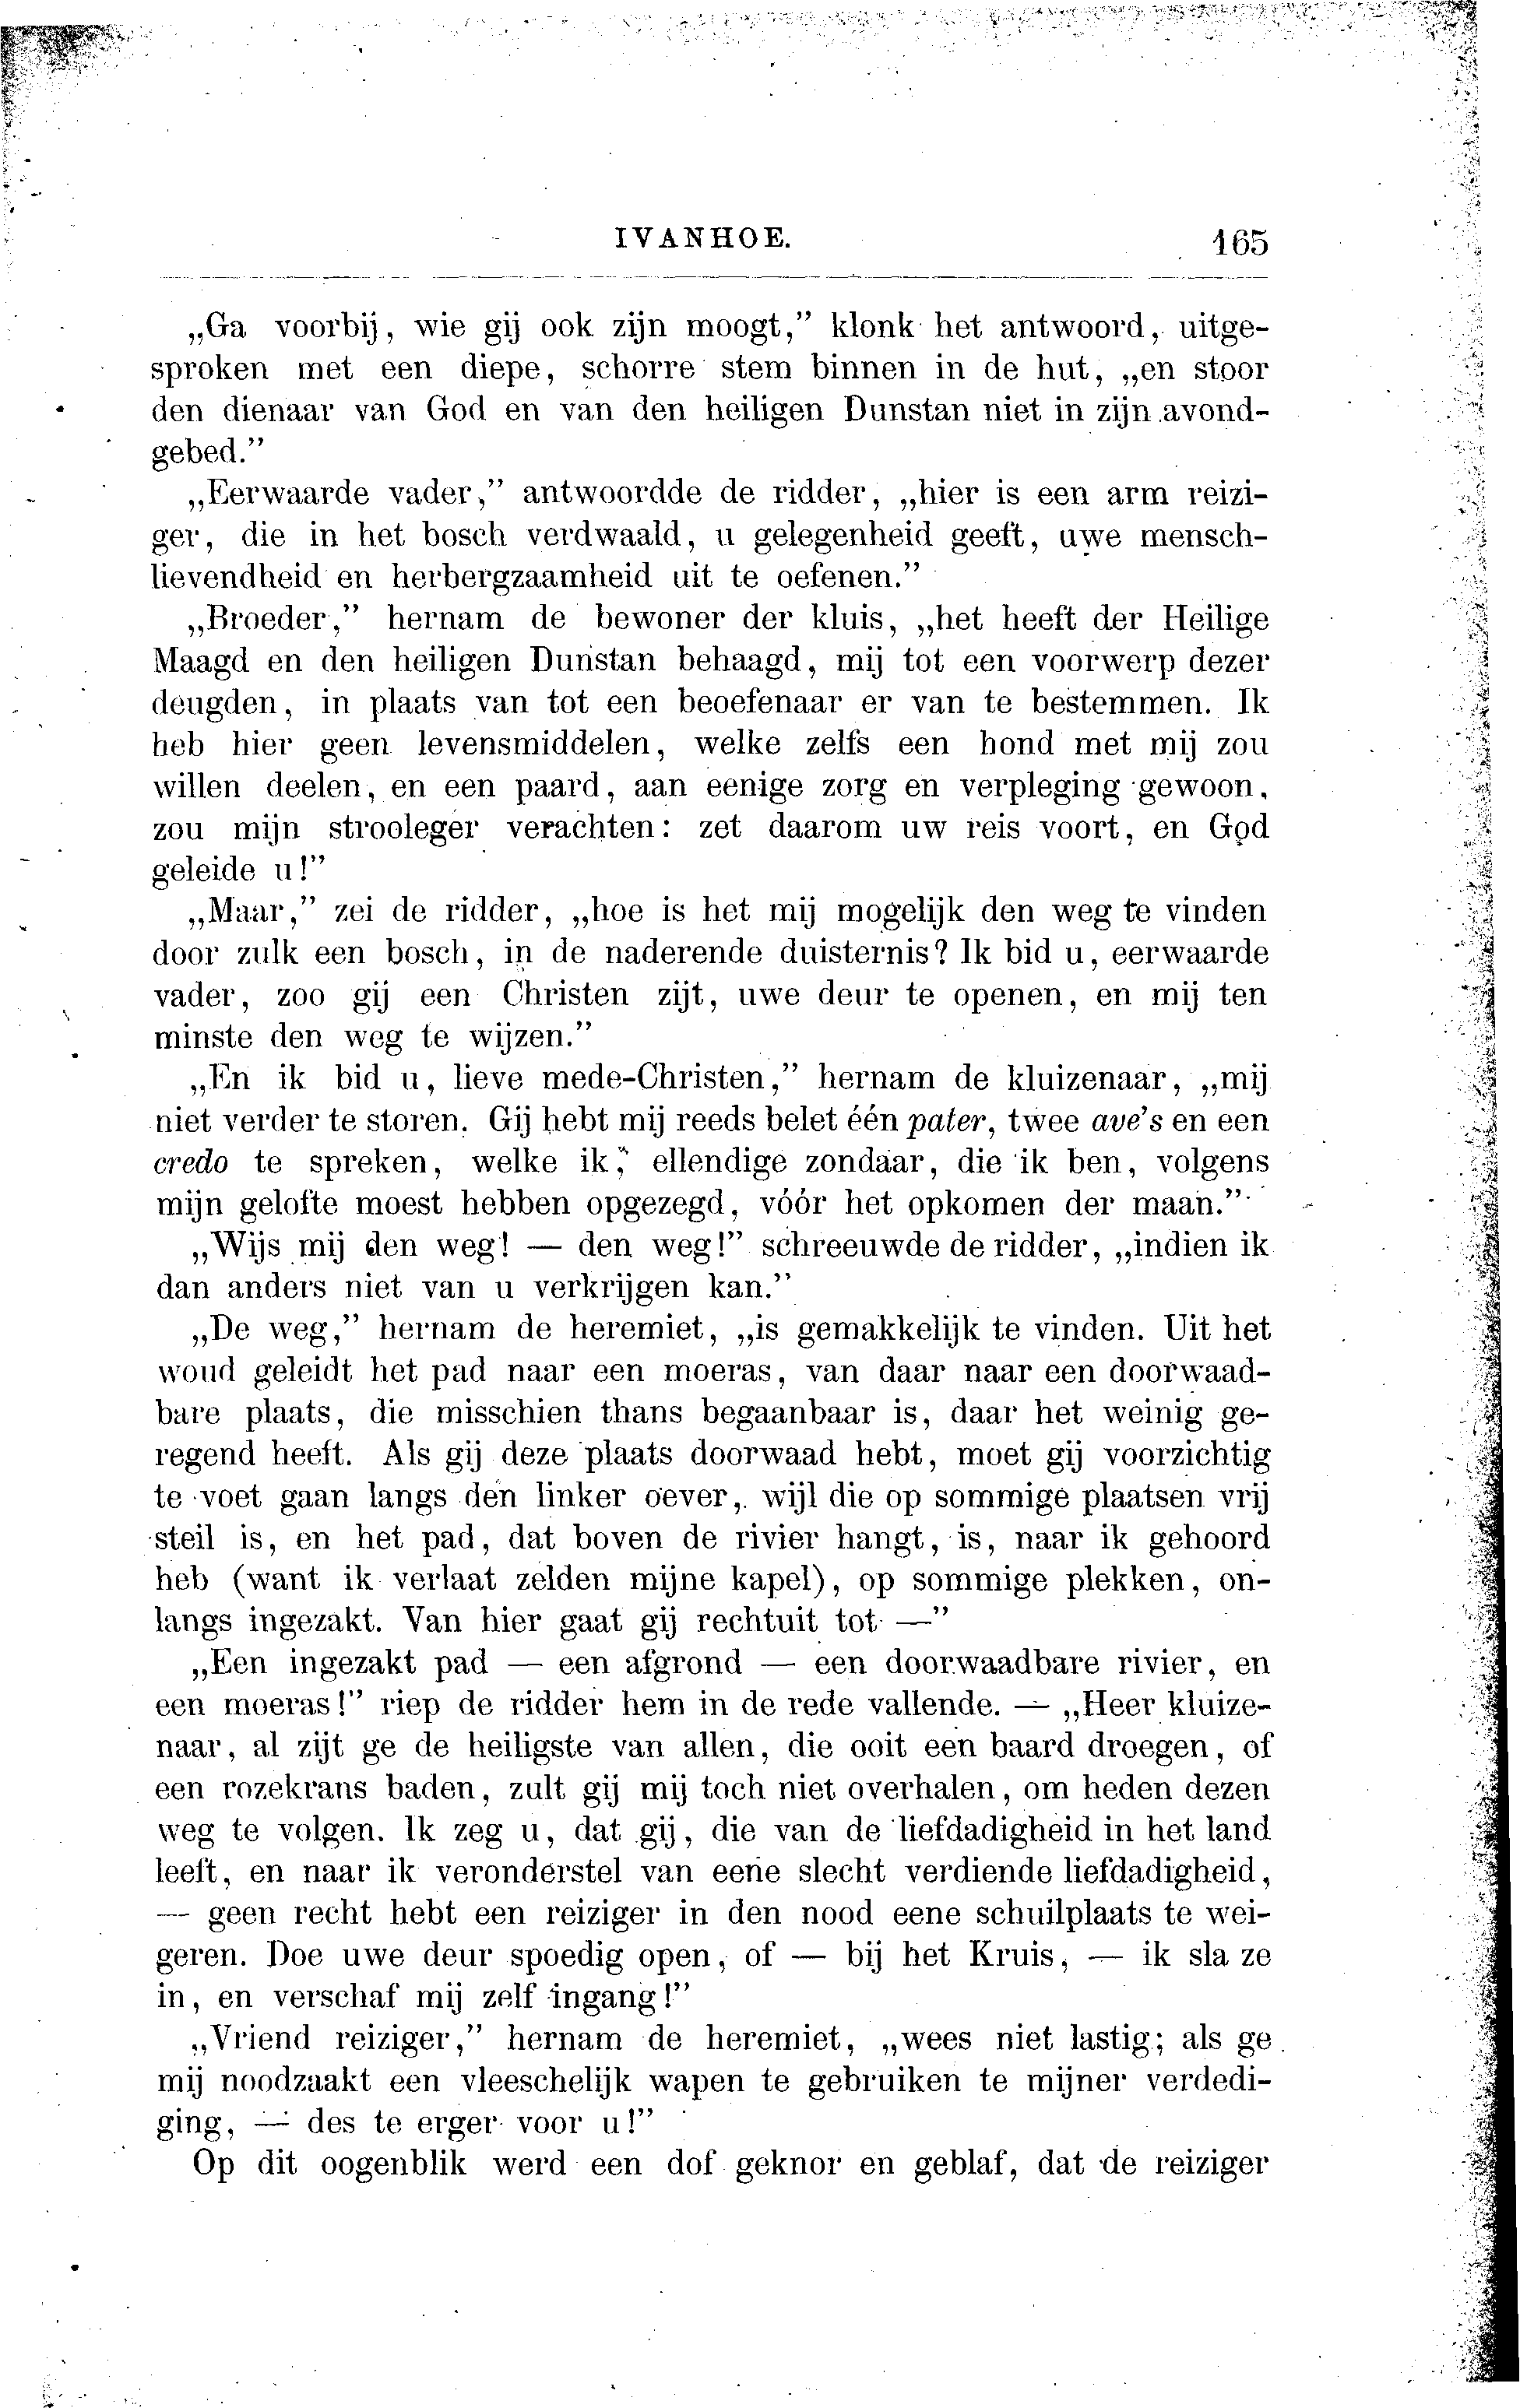 IVANHOE. 165
„Ga voorbij, wie gij ook zijn moogt,” klonk het antwoord, uitge-
sproken met een diepe, schorre stem binnen in de hut, „en stoor
den dienaar van God en van den heiligen Dunstan niet in zijn avond-
gebed.”
„Eerwaarde vader,” antwoordde de ridder, „hier is een arm reizi-
ger, die in het bosch verdwaald, u gelegenheid geeft, uwe mensch-
lievendheid en herbergzaamheid uit te oefenen.”
„Broeder,” hernam de bewoner der kluis, „het heeft der Heilige
Maagd en den heiligen Dunstan behaagd, mij tot een voorwerp dezer
deugden, in plaats van tot een beoefenaar er van te bestemmen. Ik
heb hier geen levensmiddelen, welke zelfs een hond met mij zou
willen deelen, en een paard, aan eenige zorg en verpleging gewoon,
zou mijn strooleger verachten: zet daarom uw reis voort, en God
geleide u!”
„Maar,” zei de ridder, „hoe is het mij mogelijk den weg te vinden
door zulk een bosch, in de naderende duisternis? Ik bid u, eerwaarde
vader, zoo gij een Christen zijt, uwe deur te openen, en mij ten
minste den weg te wijzen.”
„En ik bid u, lieve mede-Christen,” hernam de kluizenaar, „mij
niet verder te storen. Gij hebt mij reeds belet één pater, twee ave's en een
credo te spreken, welke ik, ellendige zondaar, die ik ben, volgens
mijn gelofte moest hebben opgezegd, vóór het opkomen der maan.”
„Wijs mij den weg! — den weg!” schreeuwde de ridder, „indien ik
dan anders niet van u verkrijgen kan.”
„De weg,” hernam de heremiet, „is gemakkelijk te vinden. Uit het
woud geleidt het pad naar een moeras, van daar naar een doorwaad-
bare plaats, die misschien thans begaanbaar is, daar het weinig ge-
regend heeft. Als gij deze plaats doorwaad hebt, moet gij voorzichtig
te voet gaan langs den linker oever, wijl die op sommige plaatsen vrij
steil is, en het pad, dat boven de rivier hangt, is, naar ik gehoord
heb (want ik verlaat zelden mijne kapel), op sommige plekken, on-
langs ingezakt. Van hier gaat gij rechtuit tot —”
„Een ingezakt pad — een afgrond — een doorwaadbare rivier, en
een moeras!” riep de ridder hem in de rede vallende. — „Heer kluize-
naar, al zijt ge de heiligste van allen, die ooit een baard droegen, of
een rozekrans baden, zult gij mij toch niet overhalen, om heden dezen
weg te volgen. Ik zeg u, dat gij, die van de liefdadigheid in het land
leeft, en naar ik veronderstel van eene slecht verdiende liefdadigheid,
— geen recht hebt een reiziger in den nood eene schuilplaats te wei-
geren. Doe uwe deur spoedig open, of — bij het Kruis, — ik sla ze
in, en verschaf mij zelf ingang!”
„Vriend reiziger,” hernam de heremiet, „wees niet lastig; als ge
mij noodzaakt een vleeschelijk wapen te gebruiken te mijner verdedi-
ging, — des te erger voor u!”
Op dit oogenblik werd een dof geknor en geblaf, dat de reiziger